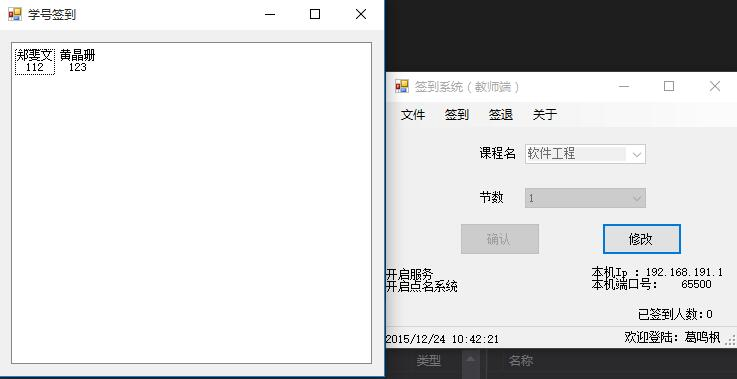 学号签到
郑斐文 黄晶珊
112 123
签到系统（教师端）
文件 签到 签退 关于
课程名 软件工程
节数 1
确认 修改
开启服务
开启点名系统
本机Ip ：192.168.191.1
本机端口号： 65500
已签到人数:0
2015/12/24 10:42:21
欢迎登陆：葛鸣枫
类型 名称